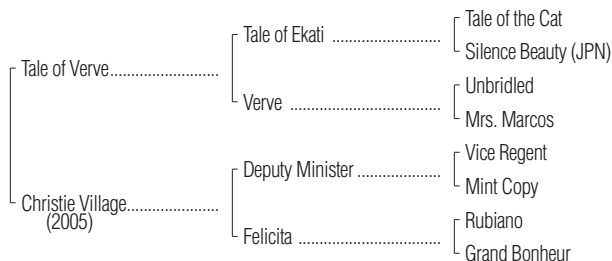 Tale of the Cat
Tale of Ekati ................................
Silence Beauty (JPN)
Tale of Verve................................
Unbridled
Verve .............................................
Mrs. Marcos
Vice Regent
Deputy Minister ........................
Mint Copy
Christie Village...........................
(2005)
Rubiano
Felicita ..........................................
Grand Bonheur